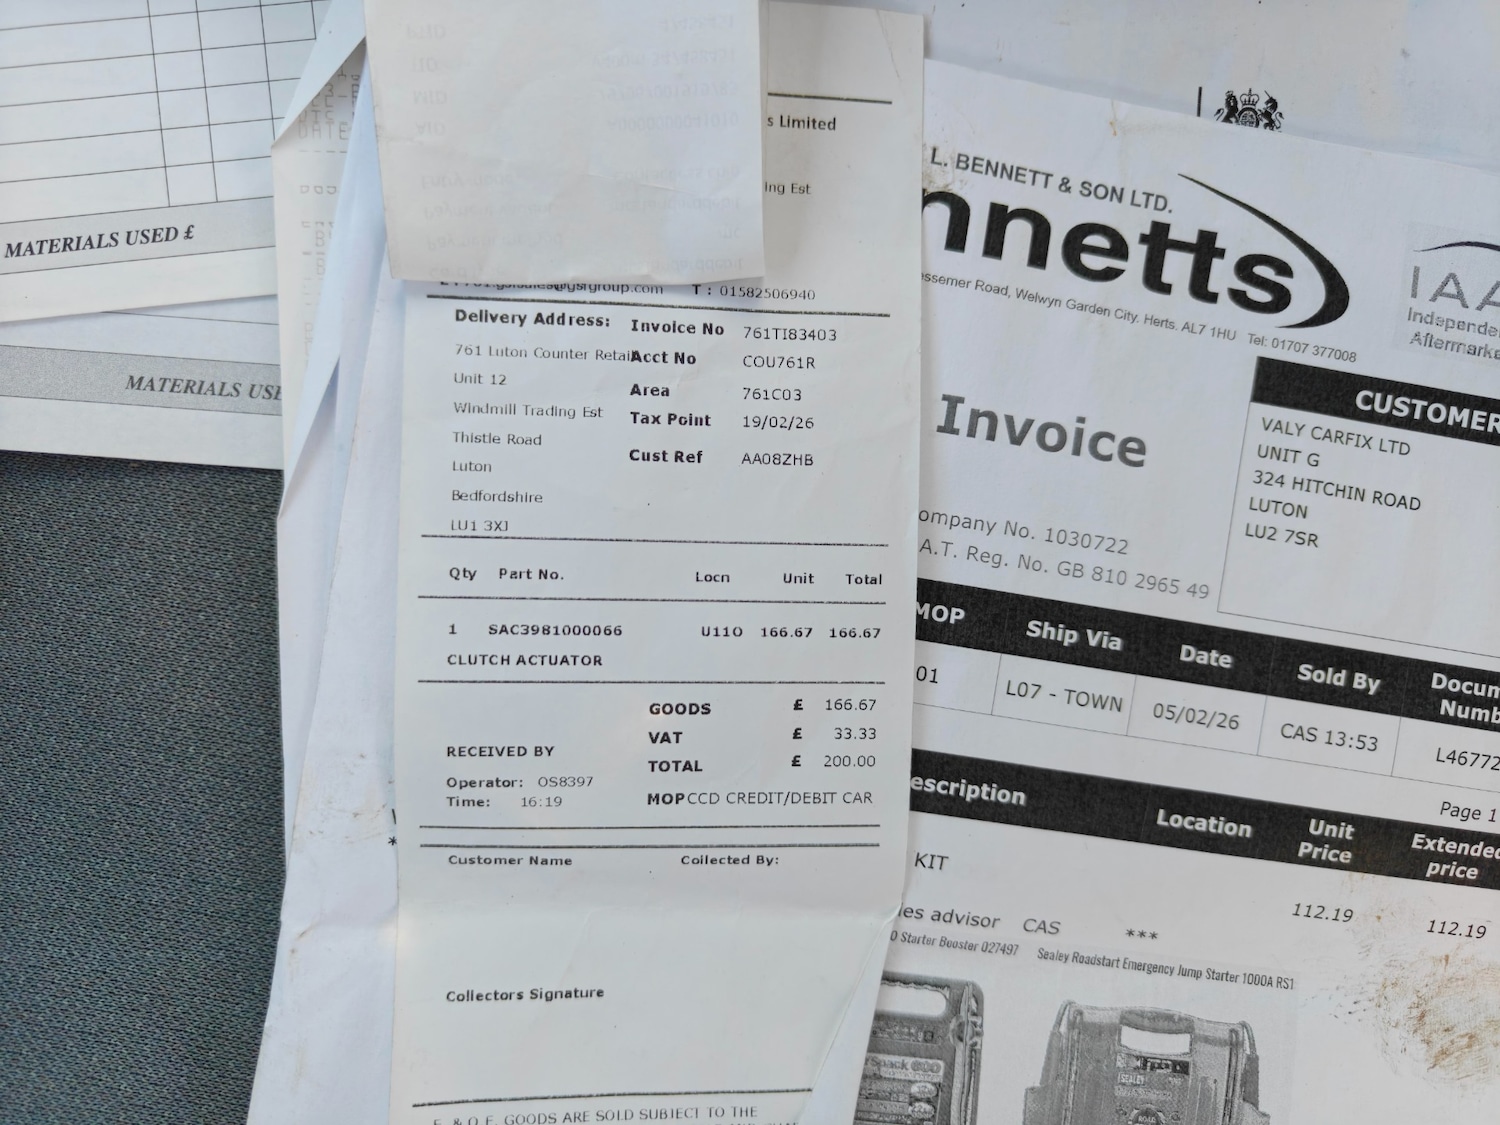 MATERIALS USED £
MATERIALS USE
DATE
s Limited
ing Est
group.com T : 01582506940
Delivery Address:
761 Luton Counter Retai
Unit 12
Windmill Trading Est
Thistle Road
Luton
Bedfordshire
LU1 3XJ
Invoice No 761TI83403
Acct No COU761R
Area 761C03
Tax Point 19/02/26
Cust Ref AA08ZHB
Qty Part No. Locn Unit Total
1 SAC3981000066 U11O 166.67 166.67
CLUTCH ACTUATOR
GOODS £ 166.67
VAT £ 33.33
TOTAL £ 200.00
MOPCCD CREDIT/DEBIT CAR
RECEIVED BY
Operator: OS8397
Time: 16:19
Customer Name Collected By:
Collectors Signature
E. & O.E. GOODS ARE SOLD SUBJECT TO THE
L. BENNETT & SON LTD.
nnetts
ssemer Road, Welwyn Garden City. Herts. AL7 1HU Tel: 01707 377008
IAA
Independe
Aftermarke
Invoice
ompany No. 1030722
A.T. Reg. No. GB 810 2965 49
CUSTOMER
VALY CARFIX LTD
UNIT G
324 HITCHIN ROAD
LUTON
LU2 7SR
MOP Ship Via Date Sold By Docum
Numb
01 L07 - TOWN 05/02/26 CAS 13:53 L46772
Page 1
escription Location Unit Price Extended price
KIT 112.19 112.19
les advisor CAS ***
0 Starter Booster 027497 Sealey Roadstart Emergency Jump Starter 1000A RS1
SEALEY